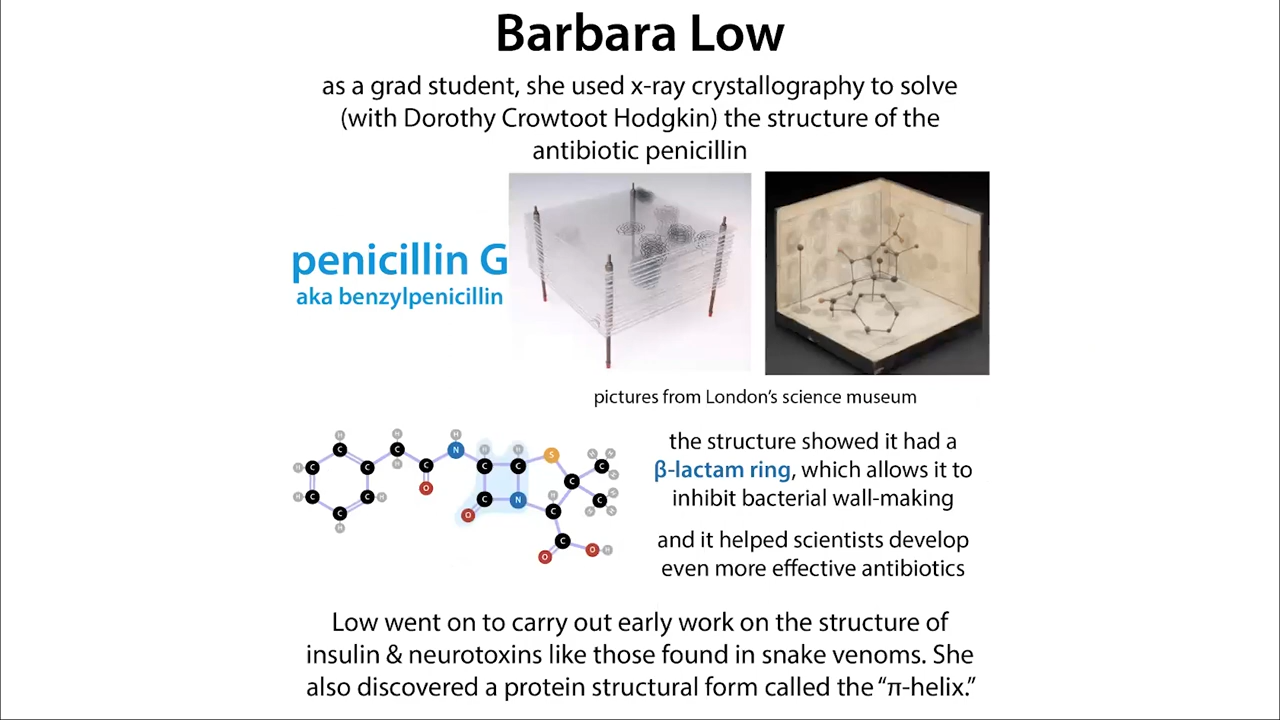 Barbara Low
as a grad student, she used x-ray crystallography to solve
(with Dorothy Crowtoot Hodgkin) the structure of the
antibiotic penicillin
penicillin G
aka benzylpenicillin
pictures from London’s science museum
the structure showed it had a
β-lactam ring, which allows it to
inhibit bacterial wall-making
and it helped scientists develop
even more effective antibiotics
H
H
H
H
H
C
C
C
C
C
C
H
C
H
C
O
H
N
H
C
H
C
S
C
O
N
H
C
C
C
C
C
O
O
H
Low went on to carry out early work on the structure of
insulin & neurotoxins like those found in snake venoms. She
also discovered a protein structural form called the “π-helix.”